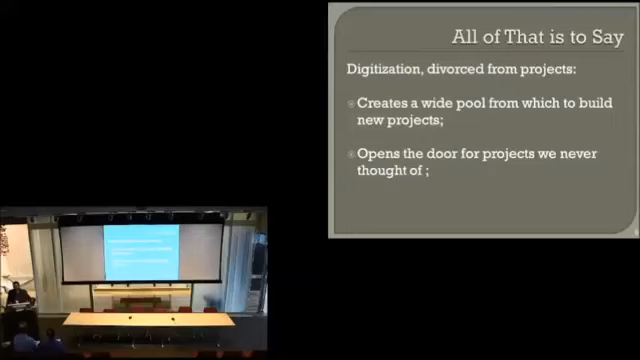 All of That is to Say
Digitization, divorced from projects:
Creates a wide pool from which to build
new projects;
Opens the door for projects we never
thought of ;